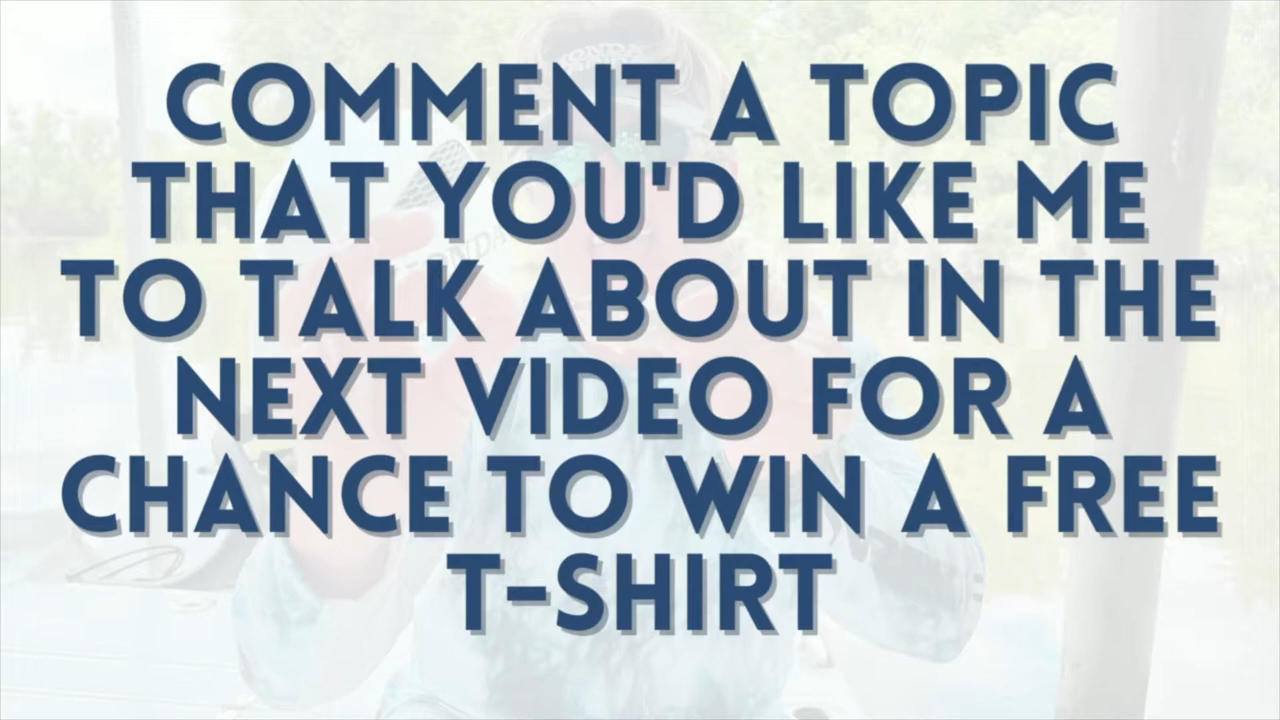 HONDA
COMMENT A TOPIC
THAT YOU'D LIKE ME
TO TALK ABOUT IN THE
NEXT VIDEO FOR A
CHANCE TO WIN A FREE
T-SHIRT